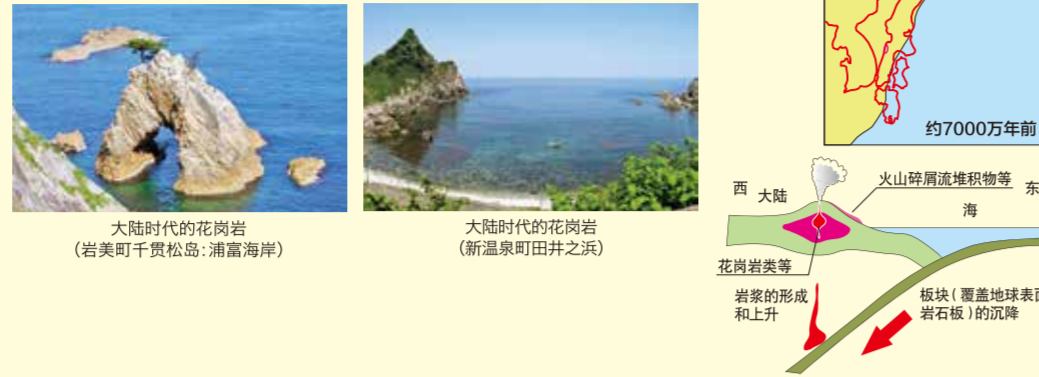 大陆时代的花岗岩
（岩美町千贯松岛：浦富海岸）
大陆时代的花岗岩
（新温泉町田井之浜）
约7000万年前
西
大陆
火山碎屑流堆积物等
东
海
花岗岩类等
岩浆的形成
和上升
板块（覆盖地球表面
岩石板）的沉降